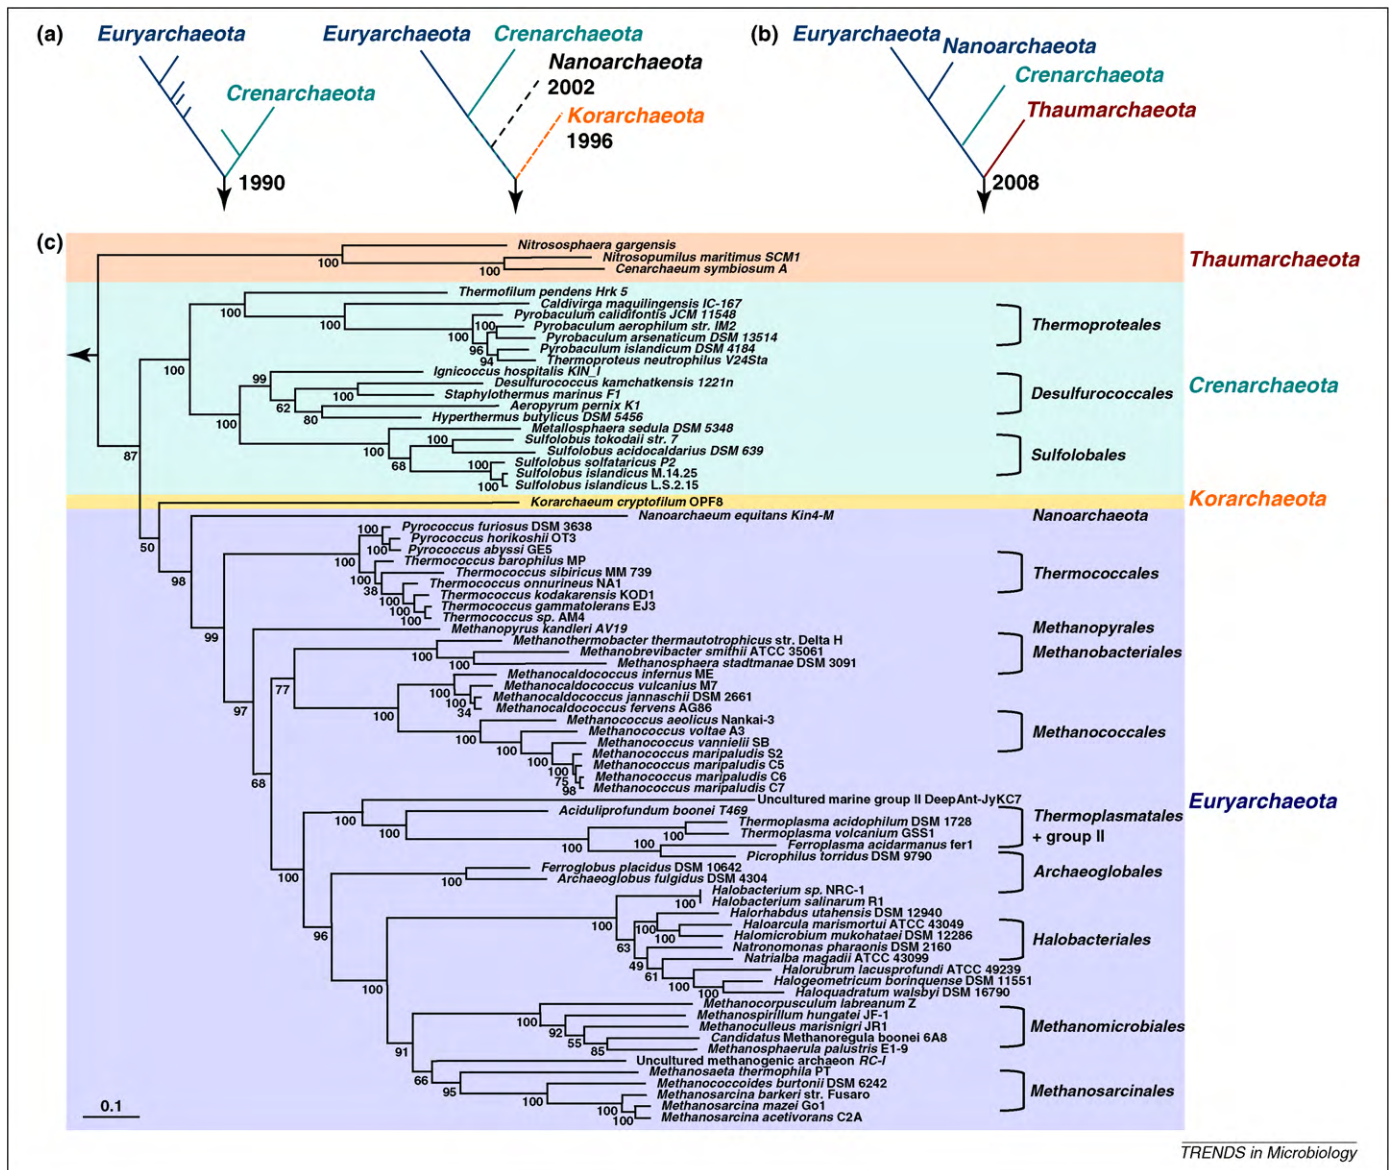 (a)
Euryarchaeota
Crenarchaeota
1990
Euryarchaeota
Crenarchaeota
Nanoarchaeota
2002
Korarchaeota
1996
(b)
Euryarchaeota
Nanoarchaeota
Crenarchaeota
Thaumarchaeota
2008
(c)
Nitrososphaera gargensis
Nitrosopumilus maritimus SCM1
100
100
Cenarchaeum symbiosum A
Thaumarchaeota
Thermofilum pendens Hrk 5
Caldivirga maquilingensis IC-167
100
Pyrobaculum calidifontis JCM 11548
100
100
Pyrobaculum aerophilum str. IM2
Thermoproteales
100
Pyrobaculum arsenaticum DSM 13514
96
Pyrobaculum islandicum DSM 4184
94
Thermoproteus neutrophilus V24Sta
100
Ignicoccus hospitalis KIN_I
99
Desulfurococcus kamchatkensis 1221n
Crenarchaeota
100
Staphylothermus marinus F1
Desulfurococcales
62
Aeropyrum pernix K1
80
Hyperthermus butylicus DSM 5456
100
Metallosphaera sedula DSM 5348
100
Sulfolobus tokodaii str. 7
87
Sulfolobus acidocaldarius DSM 639
Sulfolobales
68
100
Sulfolobus solfataricus P2
Sulfolobus islandicus M.14.25
100
Sulfolobus islandicus L.S.2.15
Korarchaeum cryptofilum OPF8
Korarchaeota
Nanoarchaeum equitans Kin4-M
Nanoarchaeota
100
Pyrococcus furiosus DSM 3638
50
Pyrococcus horikoshii OT3
100
Pyrococcus abyssi GE5
100
Thermococcus barophilus MP
98
100
Thermococcus sibiricus MM 739
Thermococcales
38
Thermococcus onnurineus NA1
100
Thermococcus kodakarensis KOD1
100
Thermococcus gammatolerans EJ3
100
Thermococcus sp. AM4
99
Methanopyrus kandleri AV19
Methanopyrales
Methanothermobacter thermautotrophicus str. Delta H
100
Methanobrevibacter smithii ATCC 35061
Methanobacteriales
100
Methanosphaera stadtmanae DSM 3091
Methanocaldococcus infernus ME
77
100
Methanocaldococcus vulcanius M7
100
Methanocaldococcus jannaschii DSM 2661
97
100
34
Methanocaldococcus fervens AG86
Methanococcus aeolicus Nankai-3
100
Methanococcus voltae A3
Methanococcales
100
Methanococcus vannielii SB
Methanococcus maripaludis S2
100
Methanococcus maripaludis C5
68
75
Methanococcus maripaludis C6
98
Methanococcus maripaludis C7
Uncultured marine group II DeepAnt-JyKC7
Euryarchaeota
Aciduliprofundum boonei T469
100
Thermoplasmatales
+ group II
Thermoplasma acidophilum DSM 1728
100
100
Thermoplasma volcanium GSS1
100
100
Ferroplasma acidarmanus fer1
Picrophilus torridus DSM 9790
Ferroglobus placidus DSM 10642
100
100
Archaeoglobus fulgidus DSM 4304
Archaeoglobales
Halobacterium sp. NRC-1
100
Halobacterium salinarum R1
Halorhabdus utahensis DSM 12940
100
96
100
Haloarcula marismortui ATCC 43049
100
Halomicrobium mukohataei DSM 12286
Halobacteriales
63
Natronomonas pharaonis DSM 2160
49
Natrialba magadii ATCC 43099
61
Halorubrum lacusprofundi ATCC 49239
100
100
Halogeometricum borinquense DSM 11551
100
Haloquadratum walsbyi DSM 16790
Methanocorpusculum labreanum Z
100
Methanospirillum hungatei JF-1
92
Methanoculleus marisnigri JR1
Methanomicrobiales
55
Candidatus Methanoregula boonei 6A8
91
85
Methanosphaerula palustris E1-9
Uncultured methanogenic archaeon RC-I
66
Methanosaeta thermophila PT
95
Methanococcoides burtonii DSM 6242
Methanosarcinales
100
Methanosarcina barkeri str. Fusaro
100
Methanosarcina mazei Go1
100
Methanosarcina acetivorans C2A
0.1
TRENDS in Microbiology